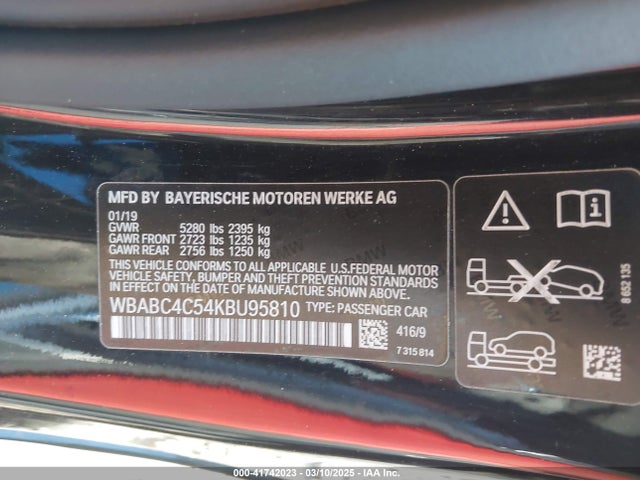 MFD BY BAYERISCHE MOTOREN WERKE AG
01/19
GVWR 5280 lbs 2395 kg
GAWR FRONT 2723 lbs 1235 kg
GAWR REAR 2756 lbs 1250 kg
THIS VEHICLE CONFORMS TO ALL APPLICABLE U.S.FEDERAL MOTOR
VEHICLE SAFETY, BUMPER AND THEFT PREVENTION STANDARDS
IN EFFECT ON THE DATE OF MANUFACTURE SHOWN ABOVE.
WBABC4C54KBU95810 TYPE: PASSENGER CAR
416/9
7 315 814
8 652 135
000-41742023 - 03/10/2025 - IAA Inc.